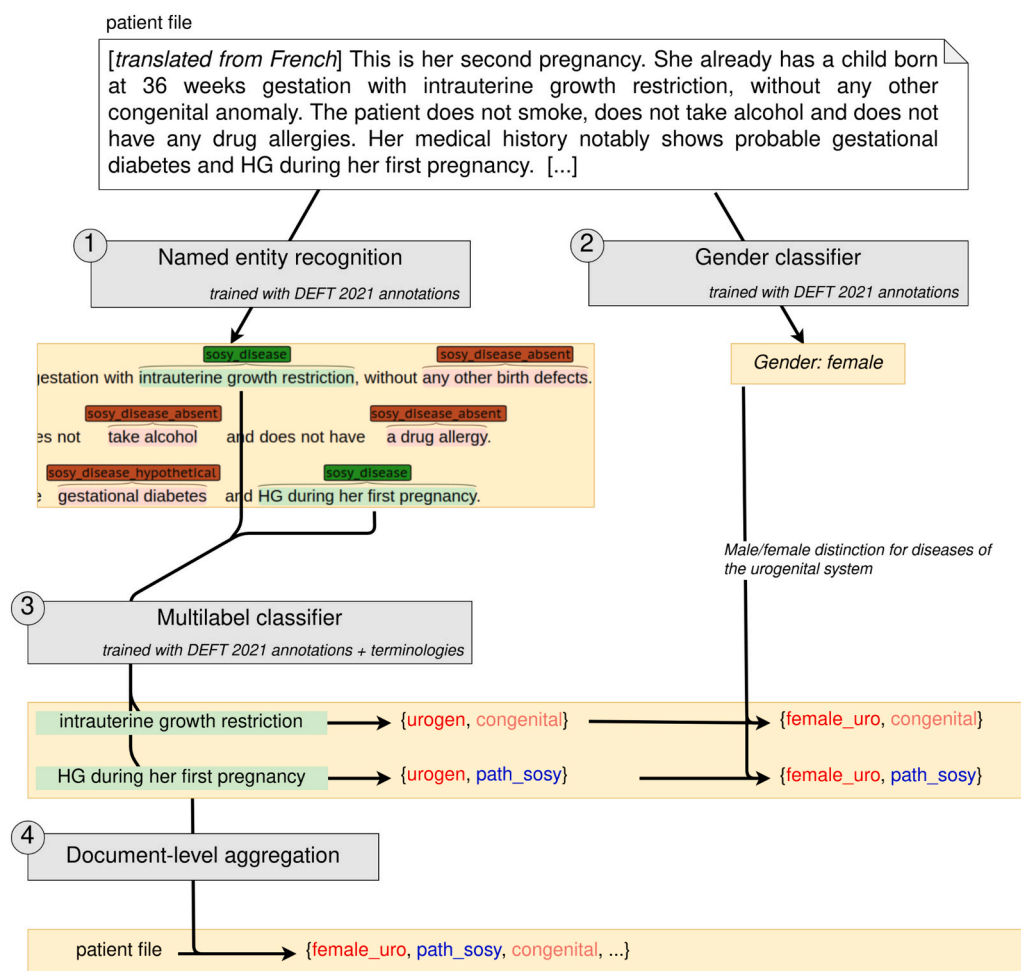 patient file
[translated from French] This is her second pregnancy. She already has a child born
at 36 weeks gestation with intrauterine growth restriction, without any other
congenital anomaly. The patient does not smoke, does not take alcohol and does not
have any drug allergies. Her medical history notably shows probable gestational
diabetes and HG during her first pregnancy. [...]
1
Named entity recognition
trained with DEFT 2021 annotations
2
Gender classifier
trained with DEFT 2021 annotations
sosy_disease
sosy_disease_absent
gestation with intrauterine growth restriction, without any other birth defects.
sosy_disease_absent
sosy_disease_absent
es not take alcohol and does not have a drug allergy.
sosy_disease_hypothetical
sosy_disease
e gestational diabetes and HG during her first pregnancy.
Gender: female
Male/female distinction for diseases of
the urogenital system
3
Multilabel classifier
trained with DEFT 2021 annotations + terminologies
intrauterine growth restriction
{urogen, congenital}
{female_uro, congenital}
HG during her first pregnancy
{urogen, path_sosy}
{female_uro, path_sosy}
4
Document-level aggregation
patient file
{female_uro, path_sosy, congenital, ...}